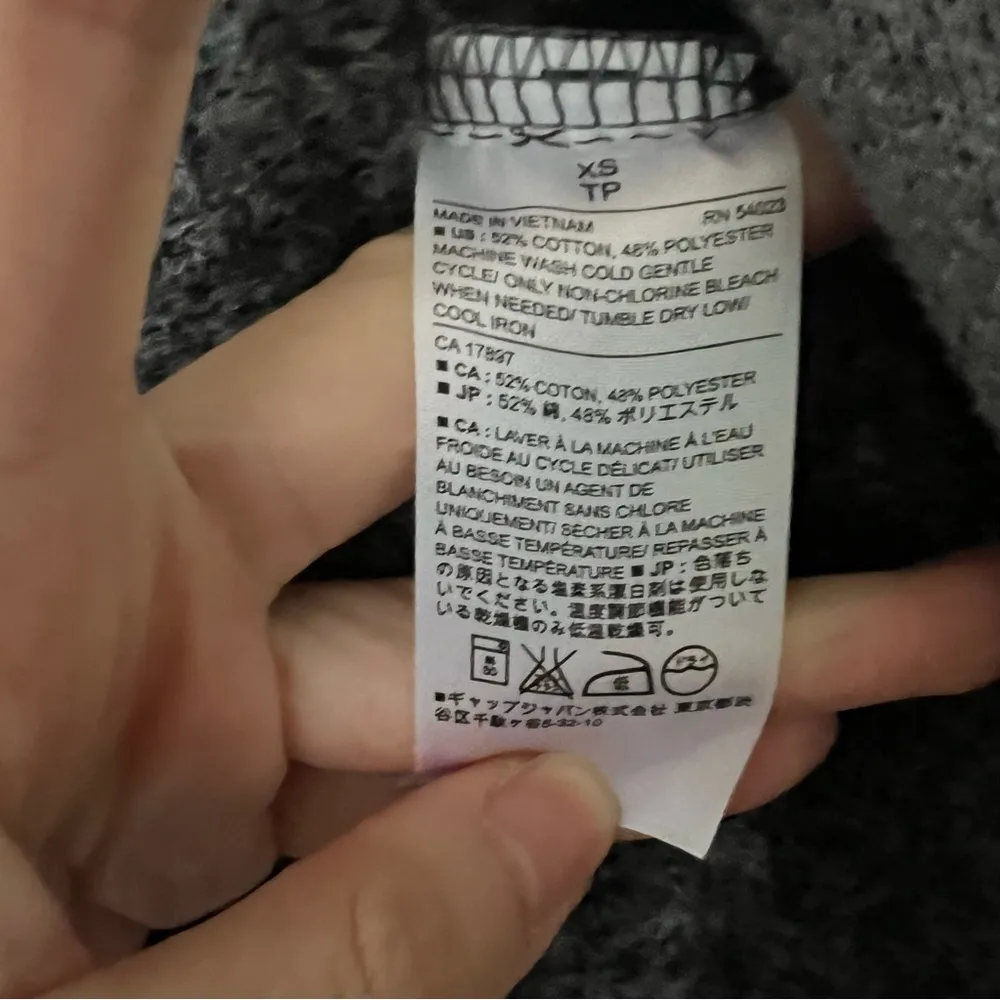 XS
TP
MADE IN VIETNAM RN 54023
■ US : 52% COTTON, 48% POLYESTER
MACHINE WASH COLD GENTLE
CYCLE/ ONLY NON-CHLORINE BLEACH
WHEN NEEDED/ TUMBLE DRY LOW/
COOL IRON
CA 17897
■ CA : 52% COTON, 48% POLYESTER
■ JP : 52% 綿, 48% ポリエステル
■ CA : LAVER À LA MACHINE À L'EAU
FROIDE AU CYCLE DÉLICAT/ UTILISER
AU BESOIN UN AGENT DE
BLANCHIMENT SANS CHLORE
UNIQUEMENT/ SÉCHER À LA MACHINE
À BASSE TEMPÉRATURE/ REPASSER À
BASSE TEMPÉRATURE ■ JP : 色落ち
の原因となる塩素系漂白剤は使用しな
いでください。温度調節機能がついて
いる乾燥機のみ低温乾燥可。
低 ドライ
■ギャップジャパン株式会社 東京都渋
谷区千駄ヶ谷5-32-10